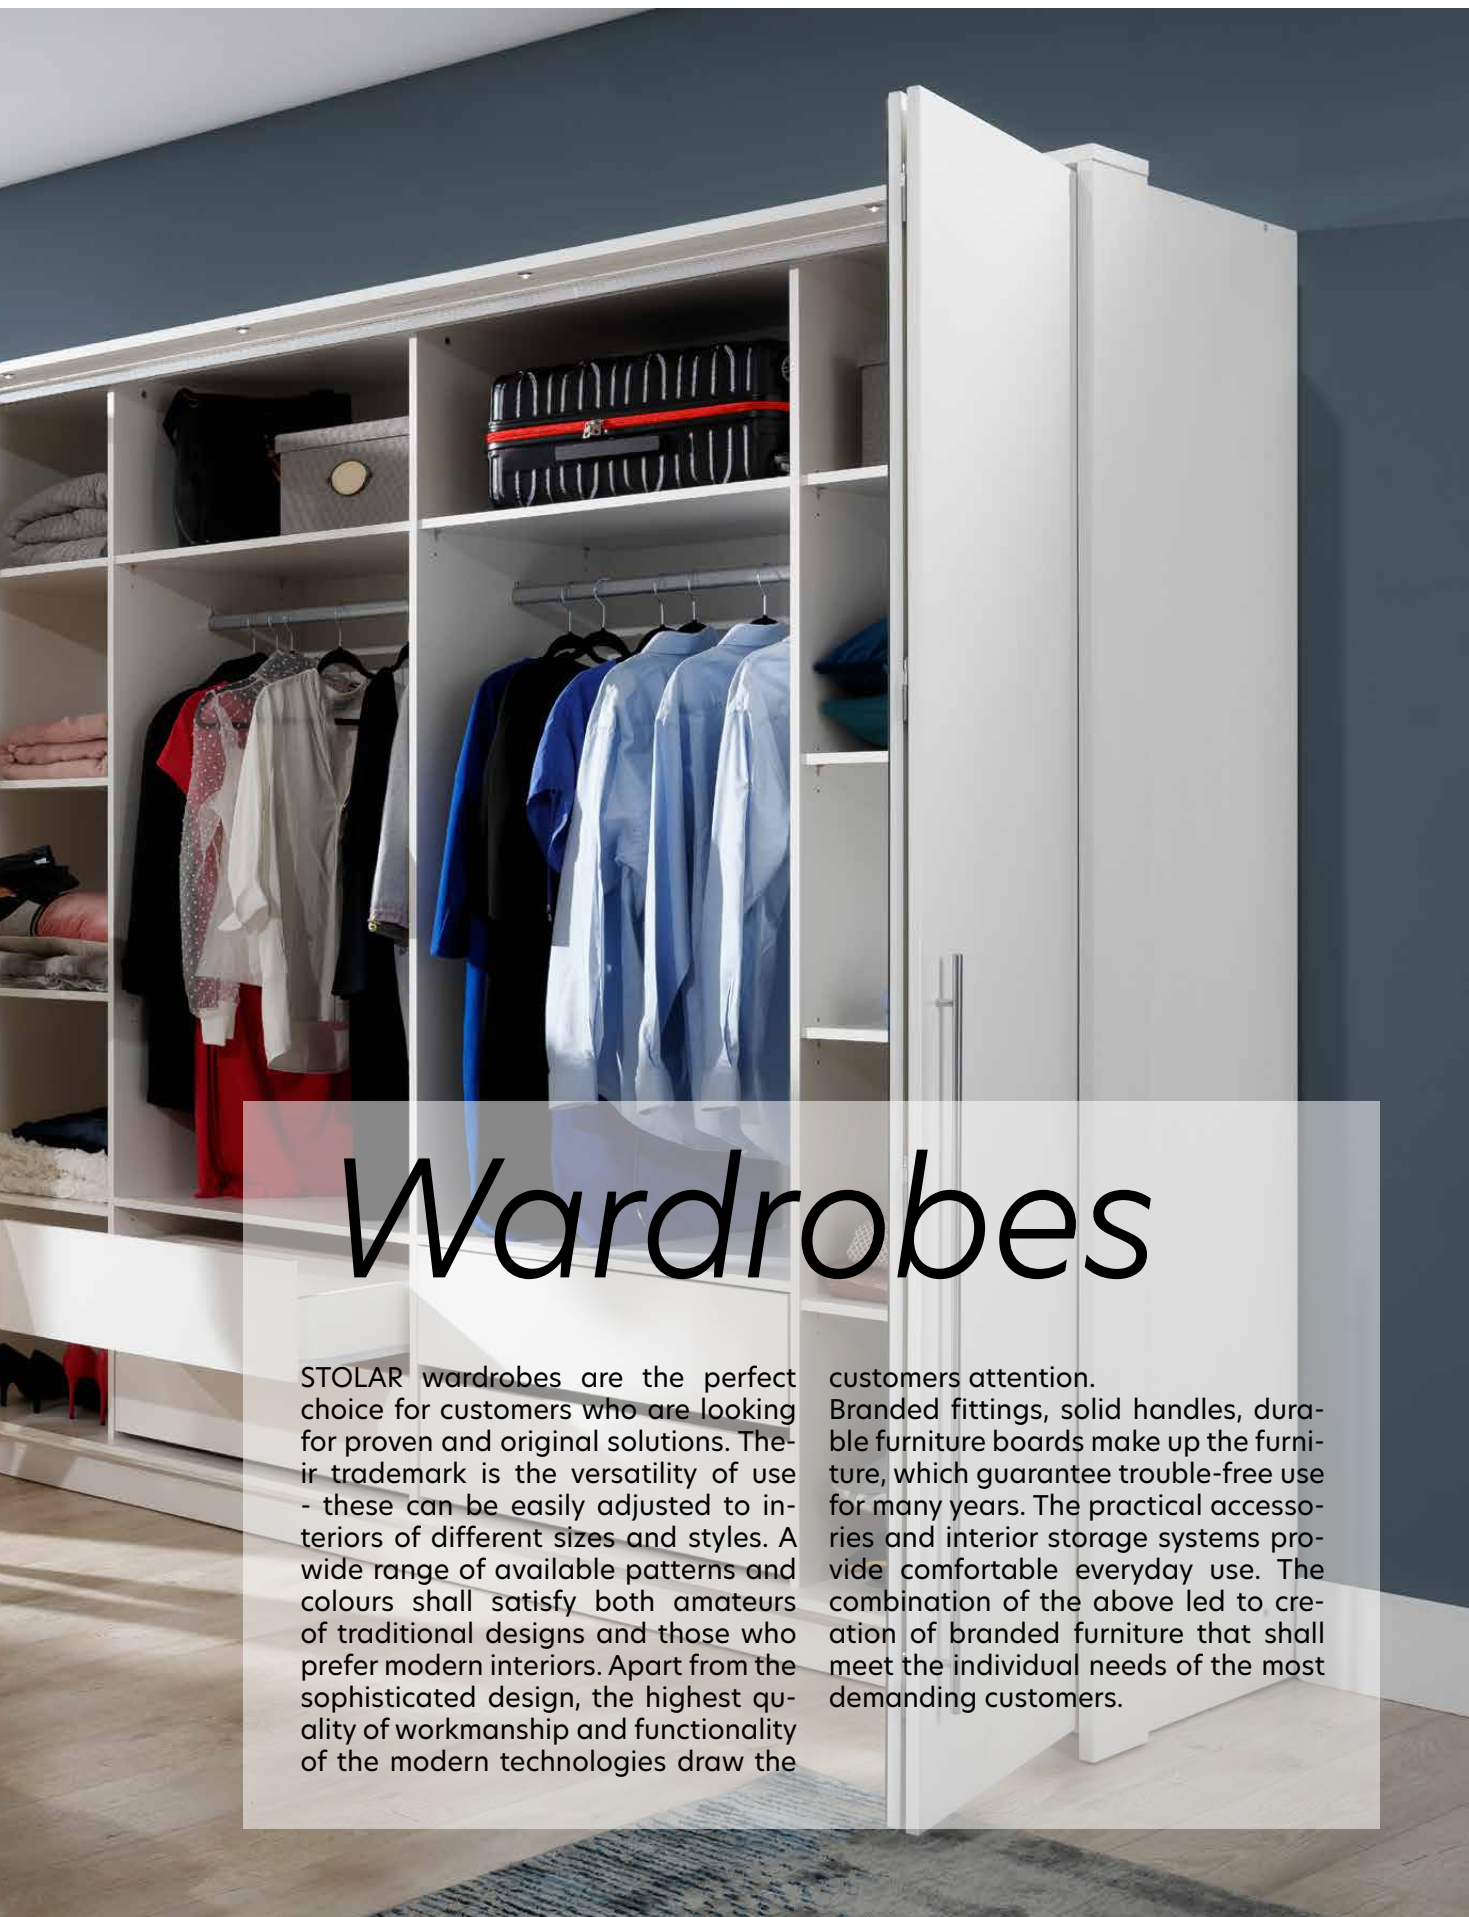 Wardrobes
STOLAR wardrobes are the perfect
choice for customers who are looking
for proven and original solutions. The-
ir trademark is the versatility of use
- these can be easily adjusted to in-
teriors of different sizes and styles. A
wide range of available patterns and
colours shall satisfy both amateurs
of traditional designs and those who
prefer modern interiors. Apart from the
sophisticated design, the highest qu-
ality of workmanship and functionality
of the modern technologies draw the
customers attention.
Branded fittings, solid handles, dura-
ble furniture boards make up the furni-
ture, which guarantee trouble-free use
for many years. The practical accesso-
ries and interior storage systems pro-
vide comfortable everyday use. The
combination of the above led to cre-
ation of branded furniture that shall
meet the individual needs of the most
demanding customers.